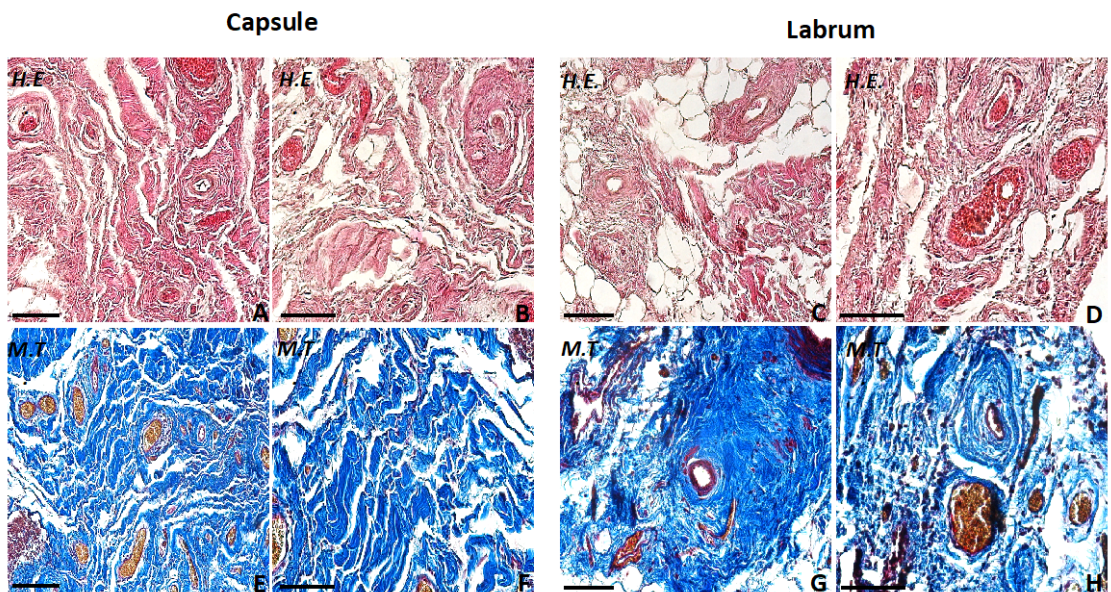 Capsule
Labrum
H.E
H.E.
H.E.
H.E.
A
B
C
D
M.T
M.T
M.T
M.T
E
F
G
H